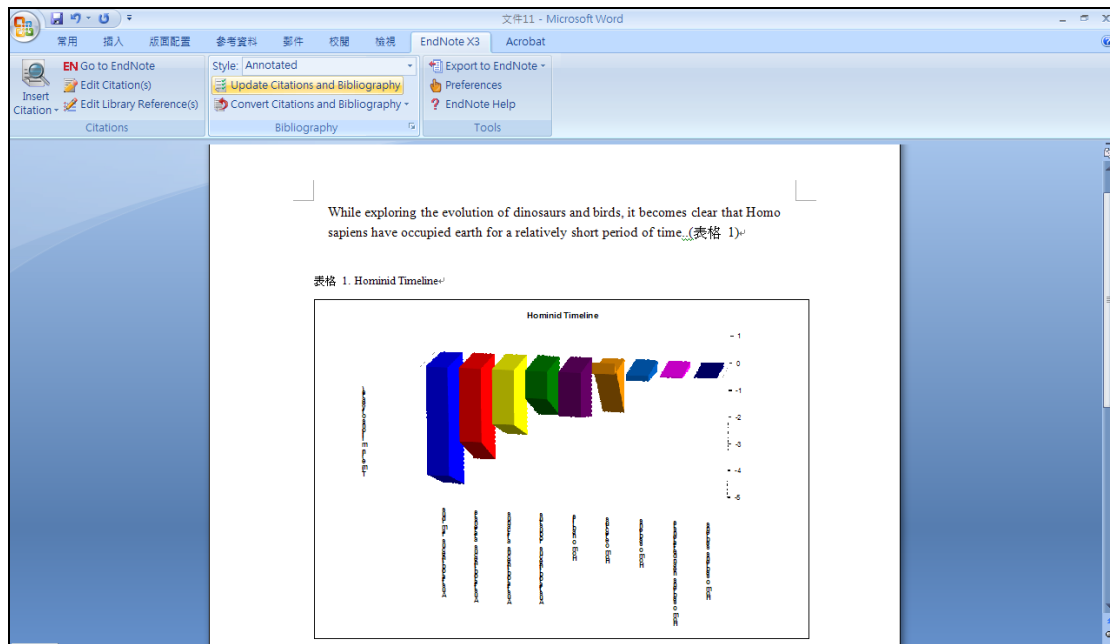 文件11 - Microsoft Word
常用 插入 版面配置 參考資料 郵件 校閱 檢視 EndNote X3 Acrobat
Insert Citation
EN Go to EndNote
Edit Citation(s)
Edit Library Reference(s)
Citations
Style: Annotated
Update Citations and Bibliography
Convert Citations and Bibliography
Bibliography
Export to EndNote
Preferences
? EndNote Help
Tools
While exploring the evolution of dinosaurs and birds, it becomes clear that Homo
sapiens have occupied earth for a relatively short period of time..(表格 1)
表格 1. Hominid Timeline
Hominid Timeline
1
0
-1
-2
-3
-4
-5